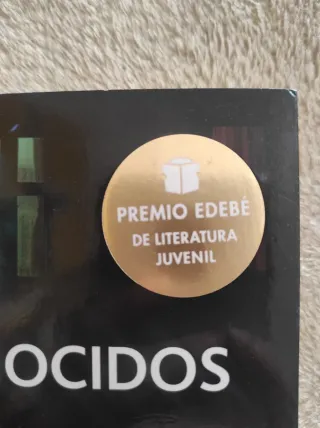 PREMIO EDEBÉ
DE LITERATURA
JUVENIL
OCIDOS